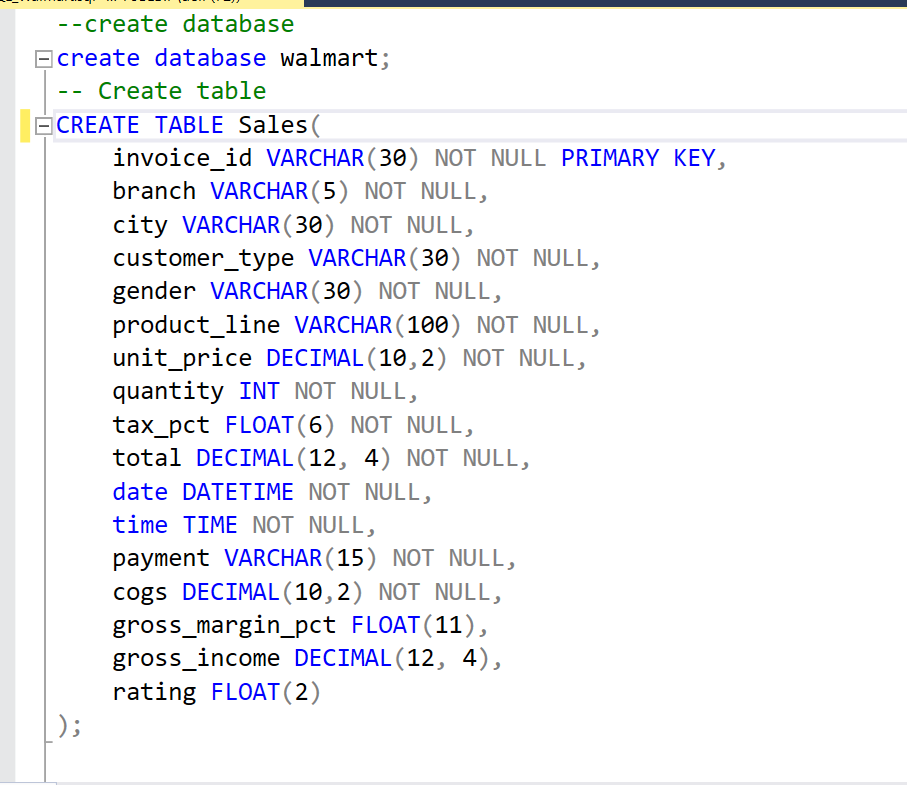 --create database
create database walmart;
-- Create table
CREATE TABLE Sales(
    invoice_id VARCHAR(30) NOT NULL PRIMARY KEY,
    branch VARCHAR(5) NOT NULL,
    city VARCHAR(30) NOT NULL,
    customer_type VARCHAR(30) NOT NULL,
    gender VARCHAR(30) NOT NULL,
    product_line VARCHAR(100) NOT NULL,
    unit_price DECIMAL(10,2) NOT NULL,
    quantity INT NOT NULL,
    tax_pct FLOAT(6) NOT NULL,
    total DECIMAL(12, 4) NOT NULL,
    date DATETIME NOT NULL,
    time TIME NOT NULL,
    payment VARCHAR(15) NOT NULL,
    cogs DECIMAL(10,2) NOT NULL,
    gross_margin_pct FLOAT(11),
    gross_income DECIMAL(12, 4),
    rating FLOAT(2)
);